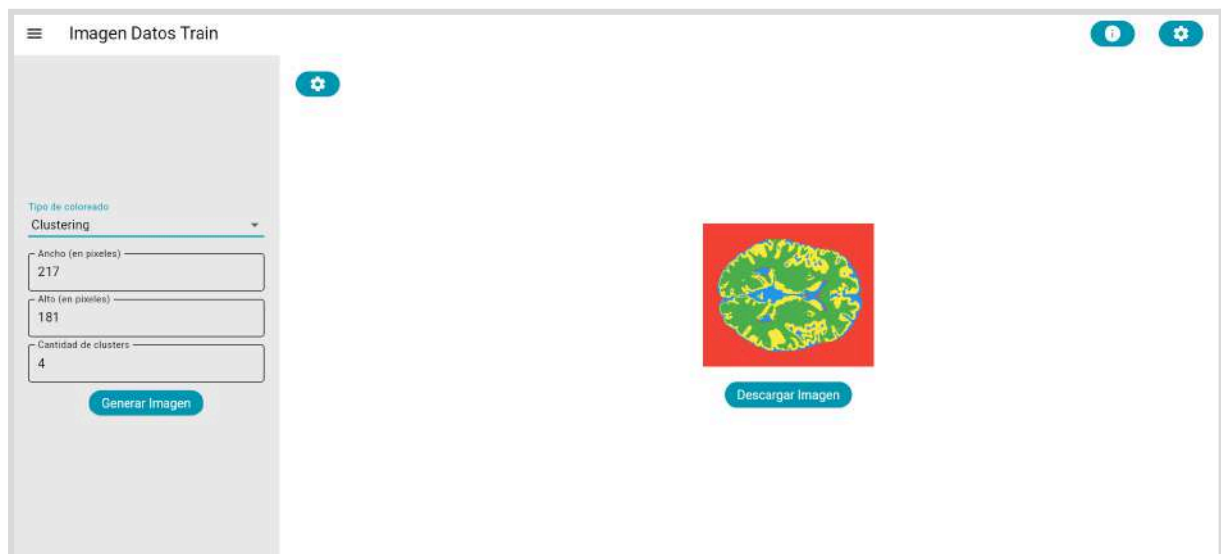 Imagen Datos Train
Tipo de coloreado
Clustering
Ancho (en pixeles)
217
Alto (en pixeles)
181
Cantidad de clusters
4
Generar Imagen
Descargar Imagen